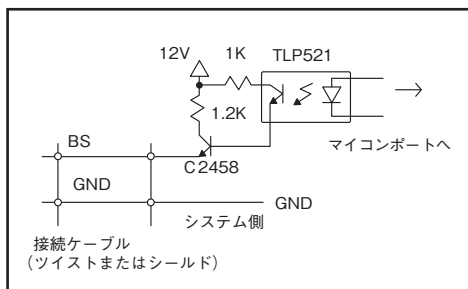 12V
1K
TLP521
1.2K
BS
C2458
マイコンポートへ
GND
GND
システム側
接続ケーブル
(ツイストまたはシールド)